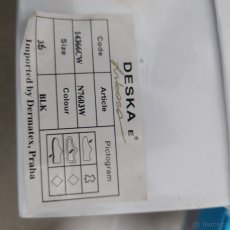 DESKA E®
Code
Article
Pictogram
14366CW
N7603W
Size
Colour
36
BLK
Imported by Dermatex, Praha